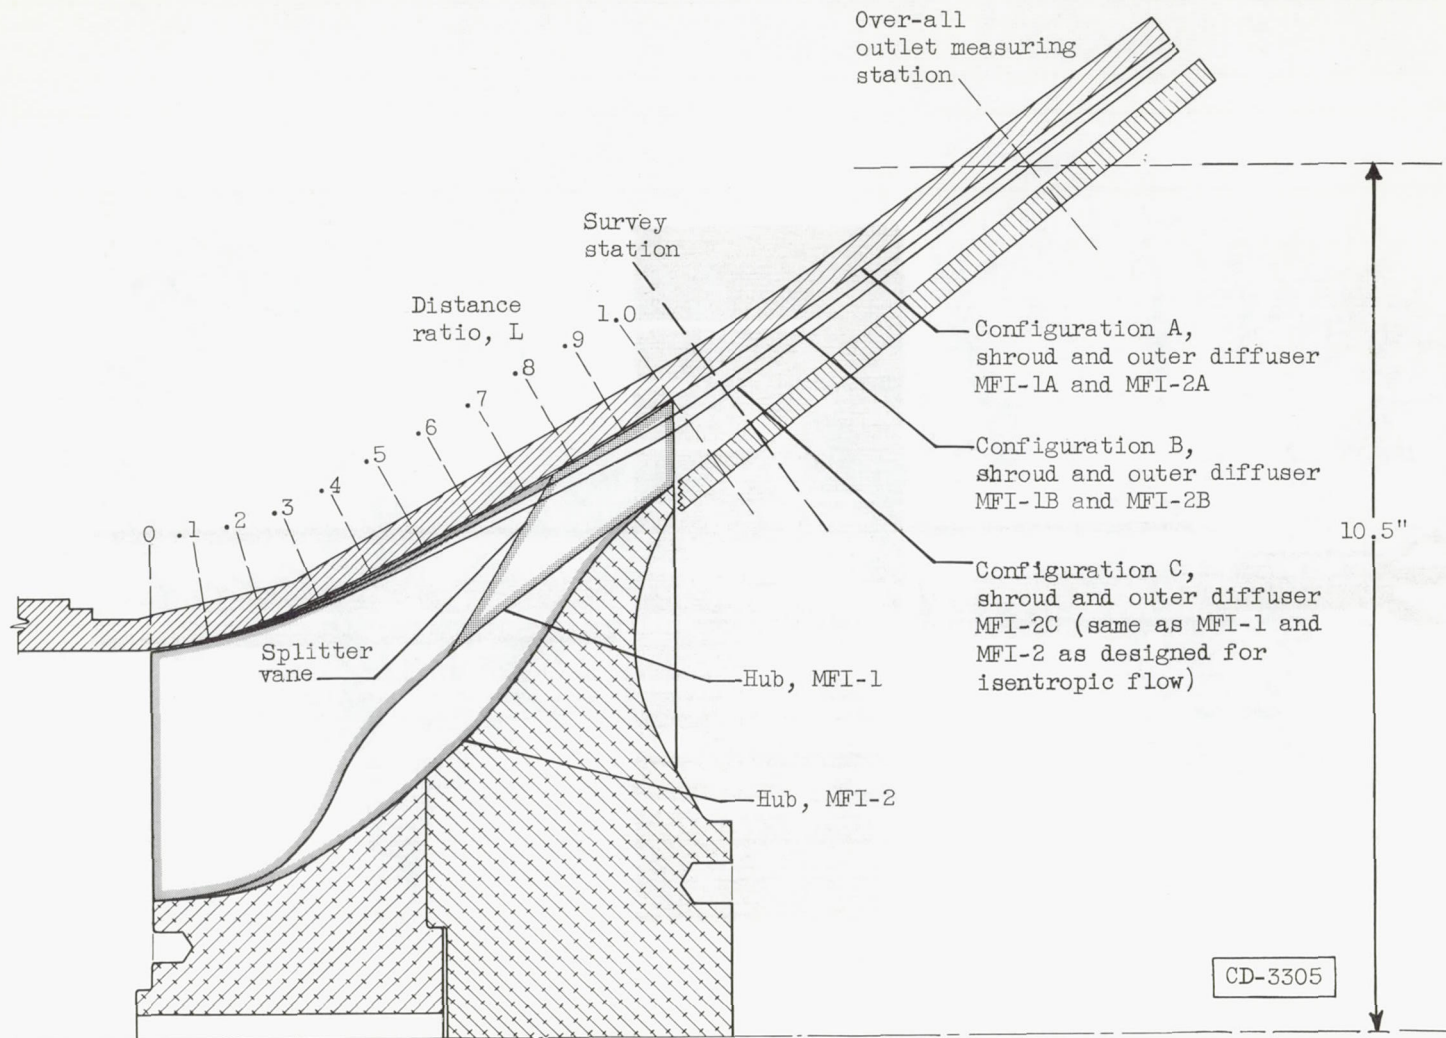 Over-all
outlet measuring
station
Survey
station
Distance
ratio, L
1.0
.9
.8
.7
.6
.5
.4
.3
.2
.1
0
Configuration A,
shroud and outer diffuser
MFI-1A and MFI-2A
Configuration B,
shroud and outer diffuser
MFI-1B and MFI-2B
10.5"
Configuration C,
shroud and outer diffuser
MFI-2C (same as MFI-1 and
MFI-2 as designed for
isentropic flow)
Splitter
vane
Hub, MFI-1
Hub, MFI-2
CD-3305